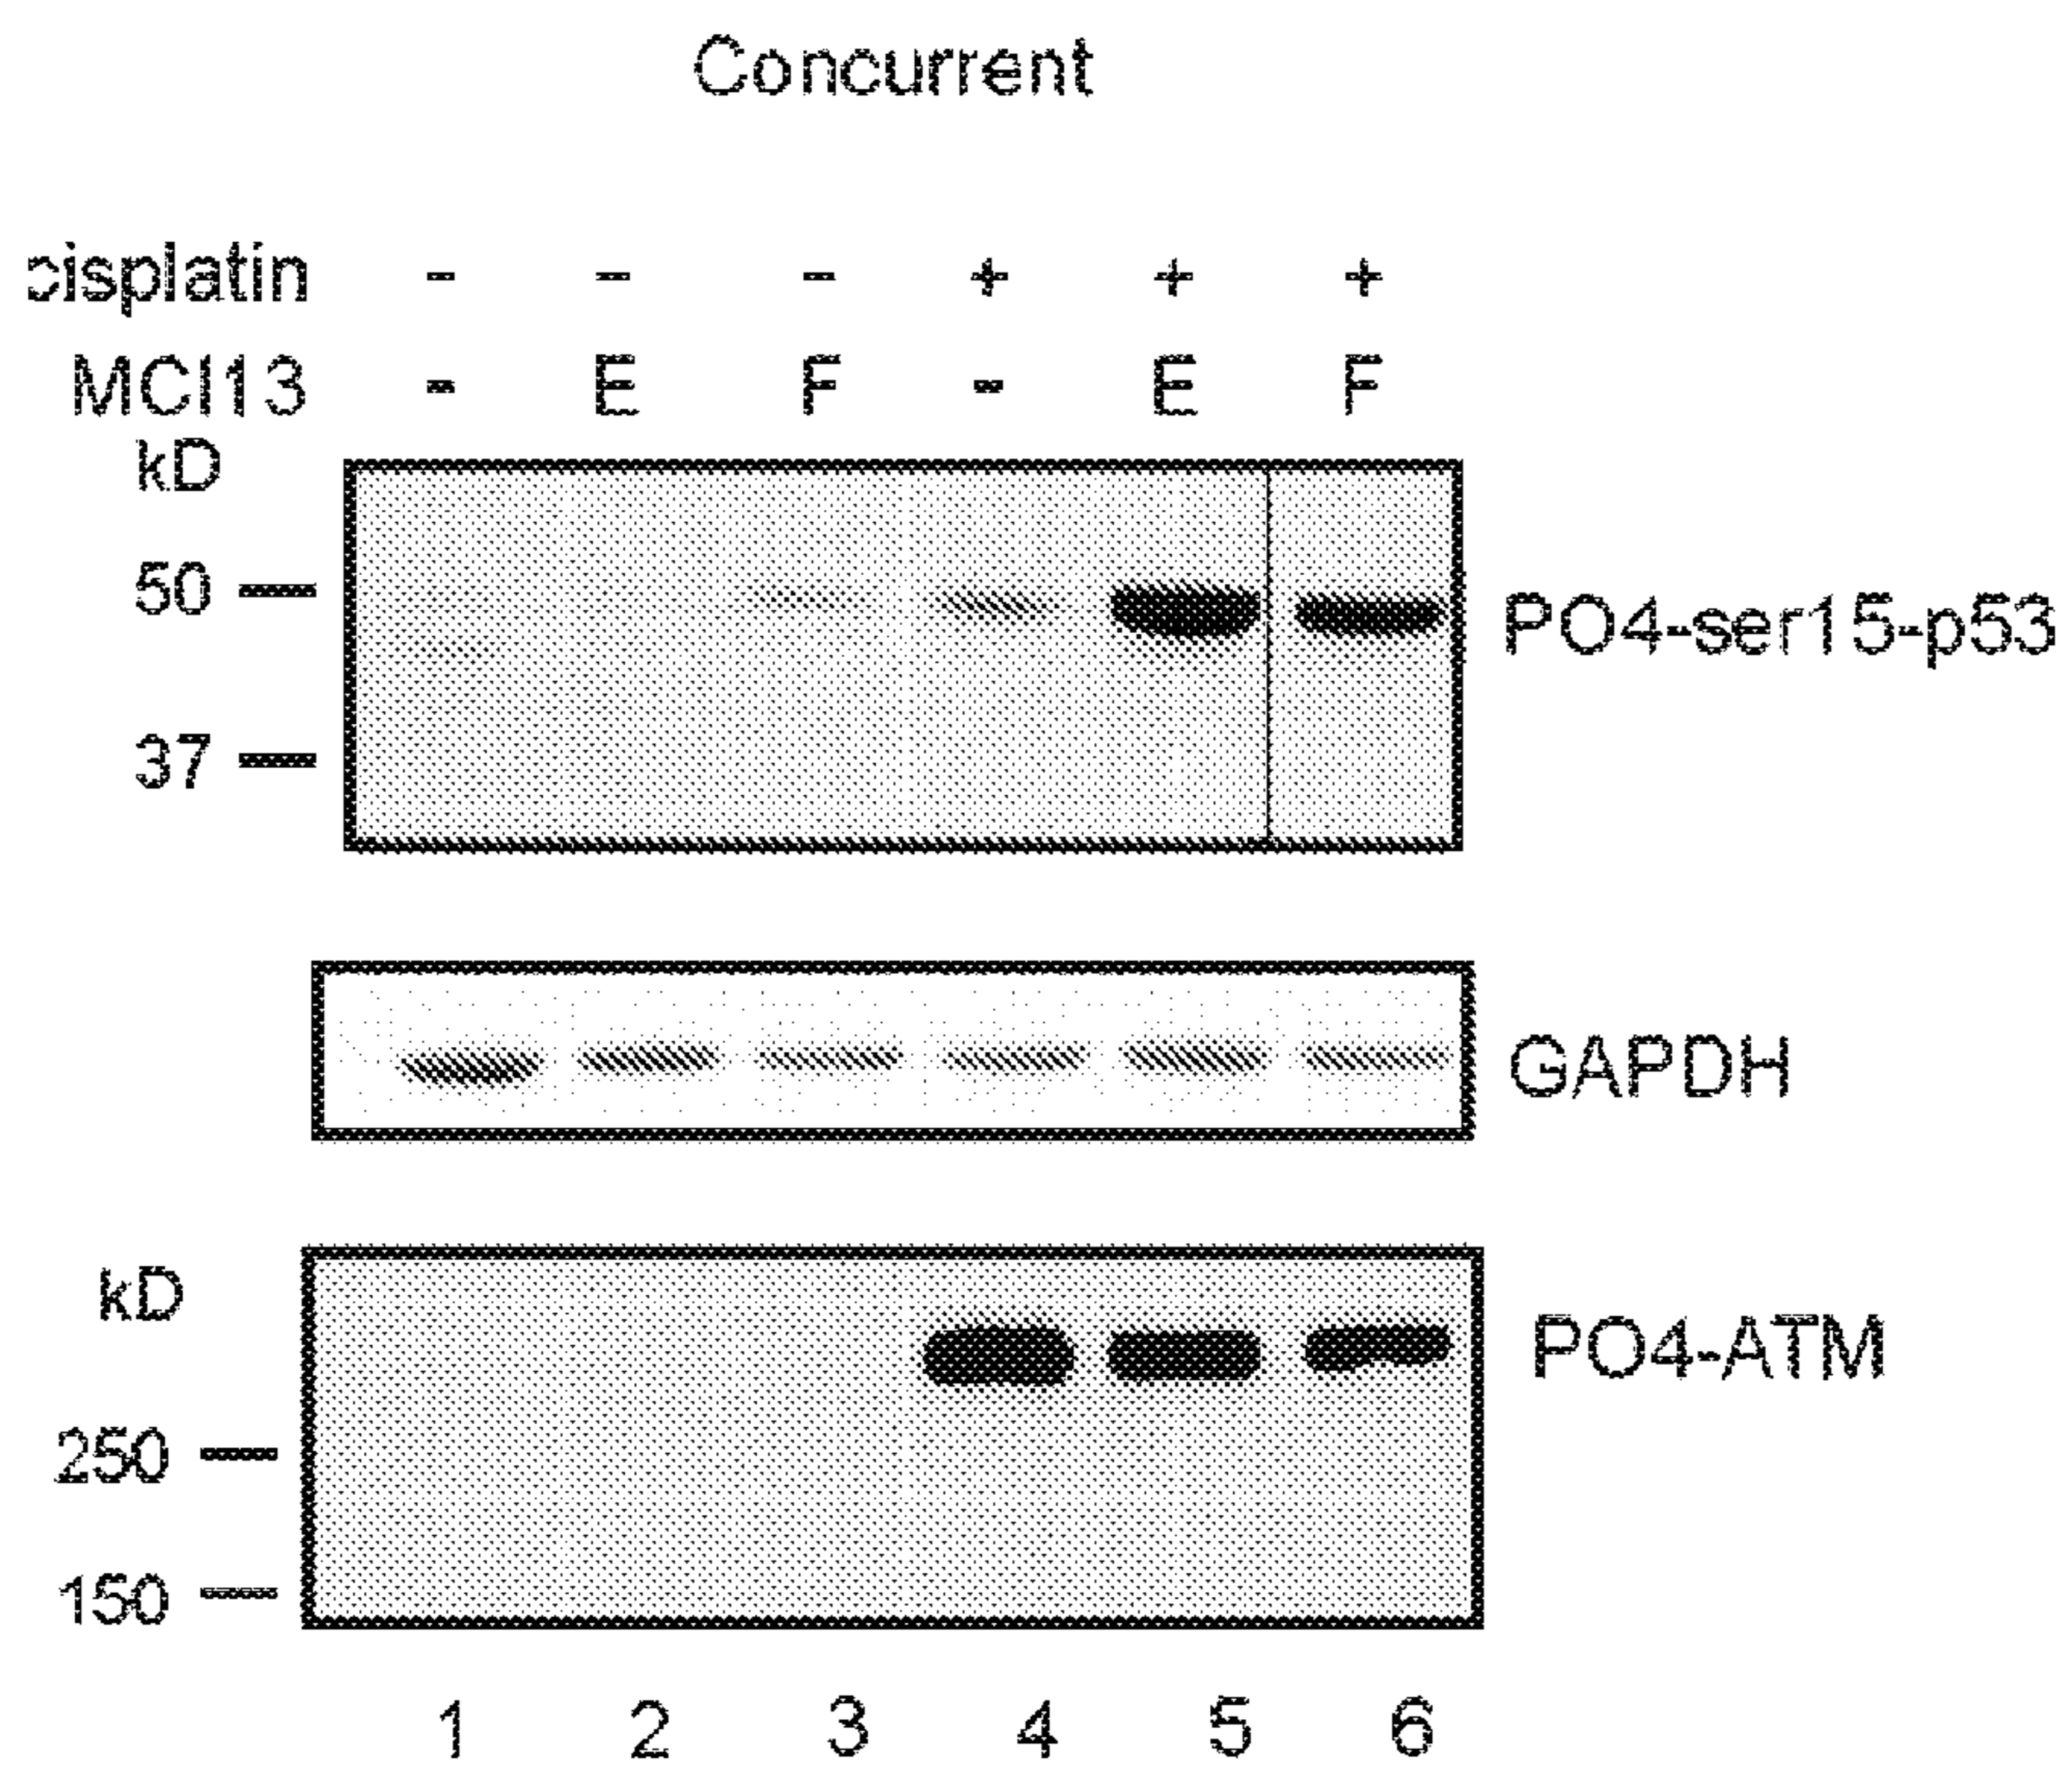 Concurrent
cisplatin - - - + + +
MCI13 - E F - E F
kD
50
PO4-ser15-p53
37
GAPDH
kD
PO4-ATM
250
150
1 2 3 4 5 6